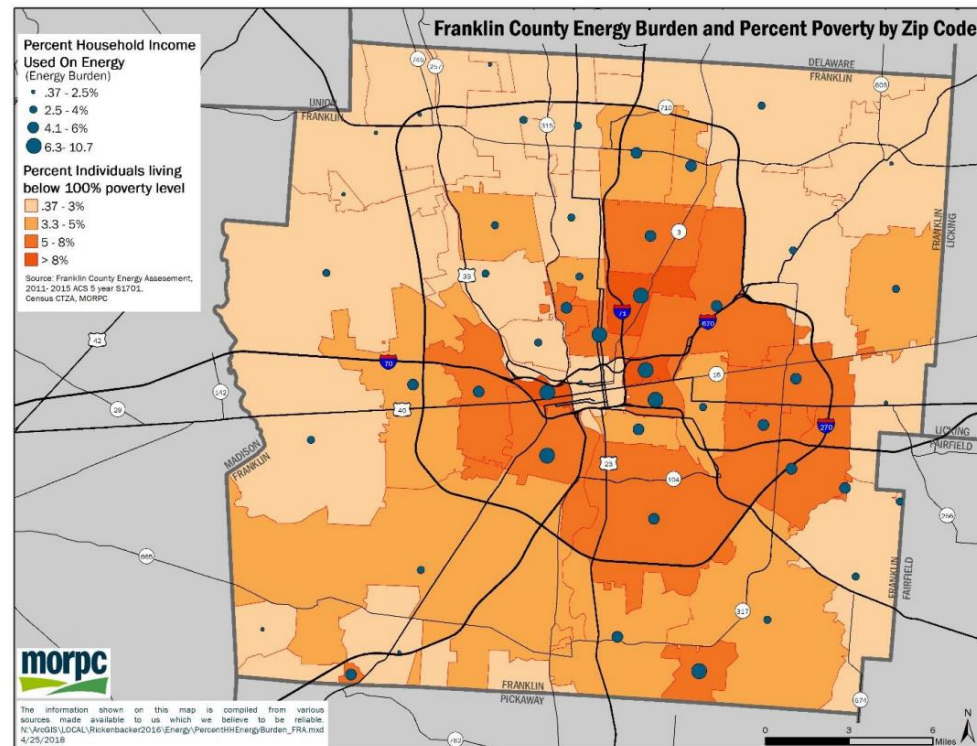 Franklin County Energy Burden and Percent Poverty by Zip Code
Percent Household Income
Used On Energy
(Energy Burden)
.37 - 2.5%
2.5 - 4%
4.1 - 6%
6.3- 10.7
Percent Individuals living
below 100% poverty level
.37 - 3%
3.3 - 5%
5 - 8%
> 8%
Source: Franklin County Energy Assesement,
2011- 2015 ACS 5 year S1701,
Census CTZA, MORPC
DELAWARE
FRANKLIN
UNION
FRANKLIN
745
257
315
710
605
FRANKLIN
LICKING
3
33
71
670
42
70
16
142
29
40
270
MADISON
FRANKLIN
LICKING
FAIRFIELD
23
104
256
665
FRANKLIN
FAIRFIELD
317
674
FRANKLIN
PICKAWAY
762
morpc
The information shown on this map is compiled from various
sources made available to us which we believe to be reliable.
N:\ArcGIS\LOCAL\Rickenbacker2016\Energy\PercentHHEnergyBurden_FRA.mxd
4/25/2018
N
0 3 6
Miles